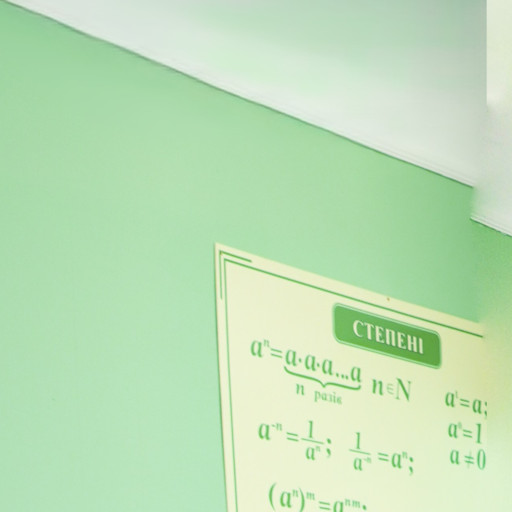 СТЕПЕНІ
aⁿ=a·a·a...a n∈N
n разів
a¹=a;
a⁰=1
a≠0
a⁻ⁿ=1/aⁿ; 1/a⁻ⁿ=aⁿ;
(aⁿ)ᵐ=aⁿᵐ;